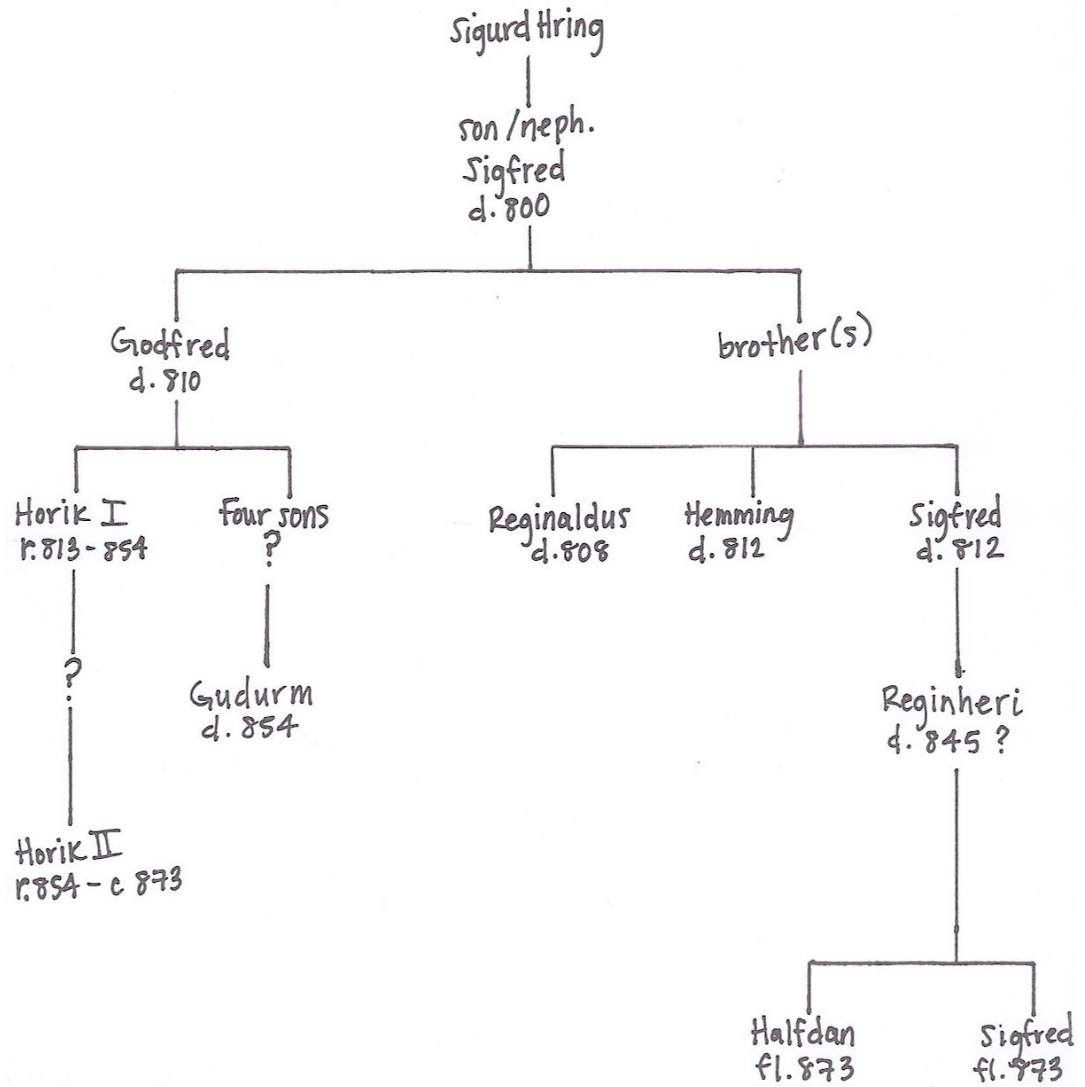 Sigurd Hring
son/neph.
Sigfred
d. 800
Godfred
d. 810
brother(s)
Horik I
r. 813 - 854
Four sons
?
Reginaldus
d. 808
Hemming
d. 812
Sigfred
d. 812
?
Gudurm
d. 854
Reginheri
d. 845 ?
Horik II
r. 854 - c 873
Halfdan
fl. 873
Sigfred
fl. 873